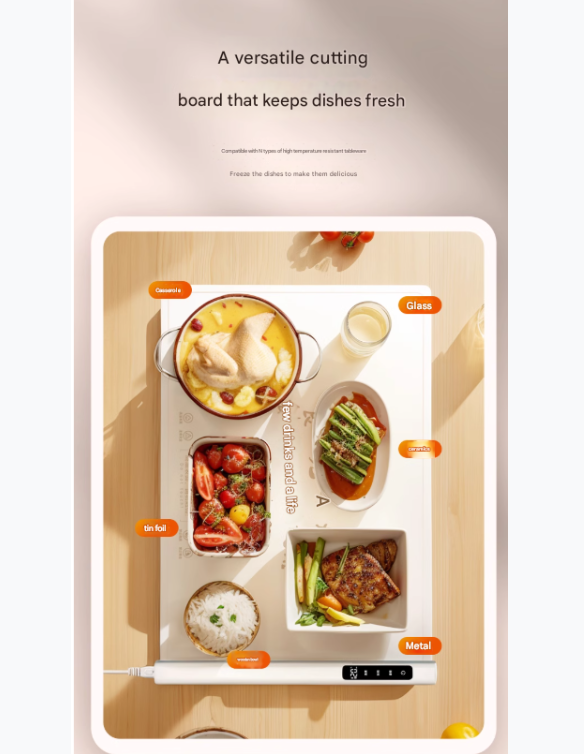 A versatile cutting
board that keeps dishes fresh
Compatible with N types of high temperature resistant tableware
Freeze the dishes to make them delicious
Casserole
Glass
few drinks and a life
ceramics
tin foil
Metal